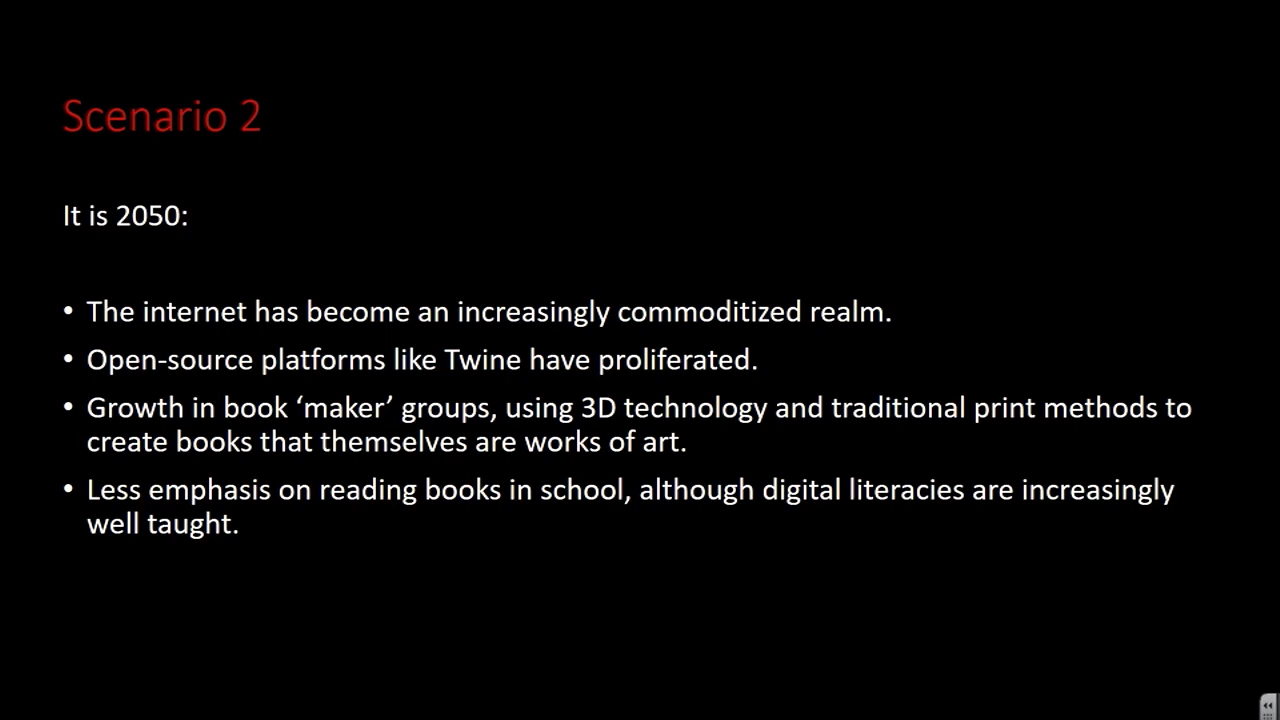 Scenario 2
It is 2050:
• The internet has become an increasingly commoditized realm.
• Open-source platforms like Twine have proliferated.
• Growth in book ‘maker’ groups, using 3D technology and traditional print methods to
create books that themselves are works of art.
• Less emphasis on reading books in school, although digital literacies are increasingly
well taught.